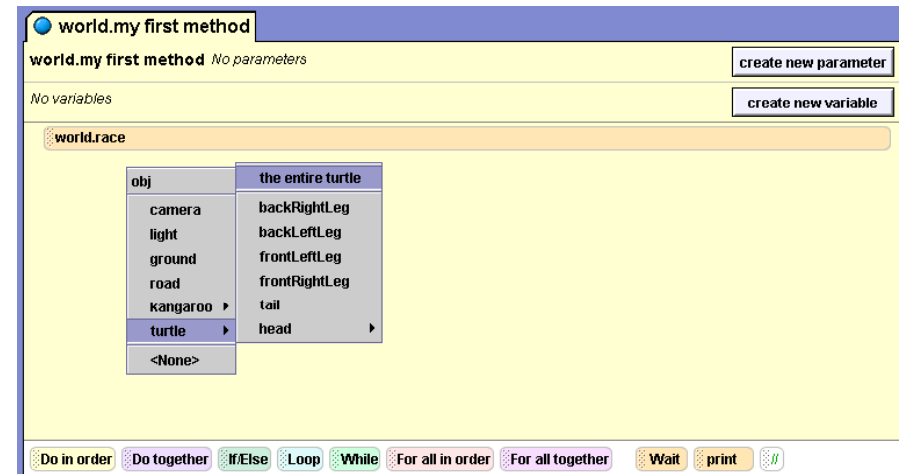 world.my first method
world.my first method No parameters
create new parameter
No variables
create new variable
world.race
obj
camera
light
ground
road
kangaroo
turtle
<None>
the entire turtle
backRightLeg
backLeftLeg
frontLeftLeg
frontRightLeg
tail
head
Do in order Do together If/Else Loop While For all in order For all together Wait print //